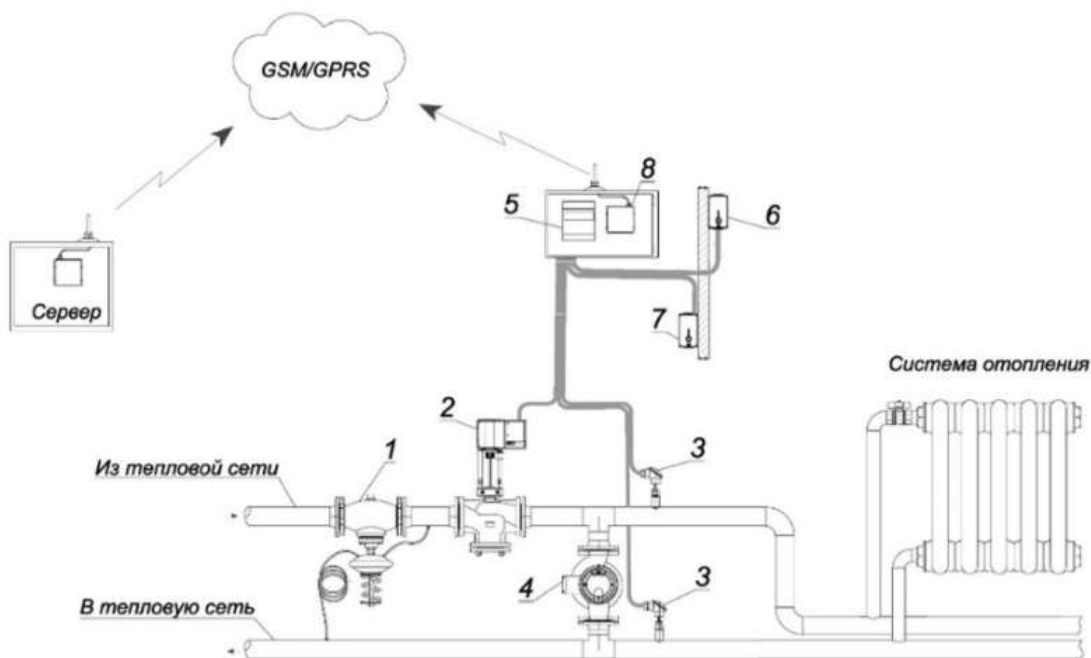 GSM/GPRS
8
5
6
Сервер
7
Система отопления
2
1
3
Из тепловой сети
4
3
В тепловую сеть